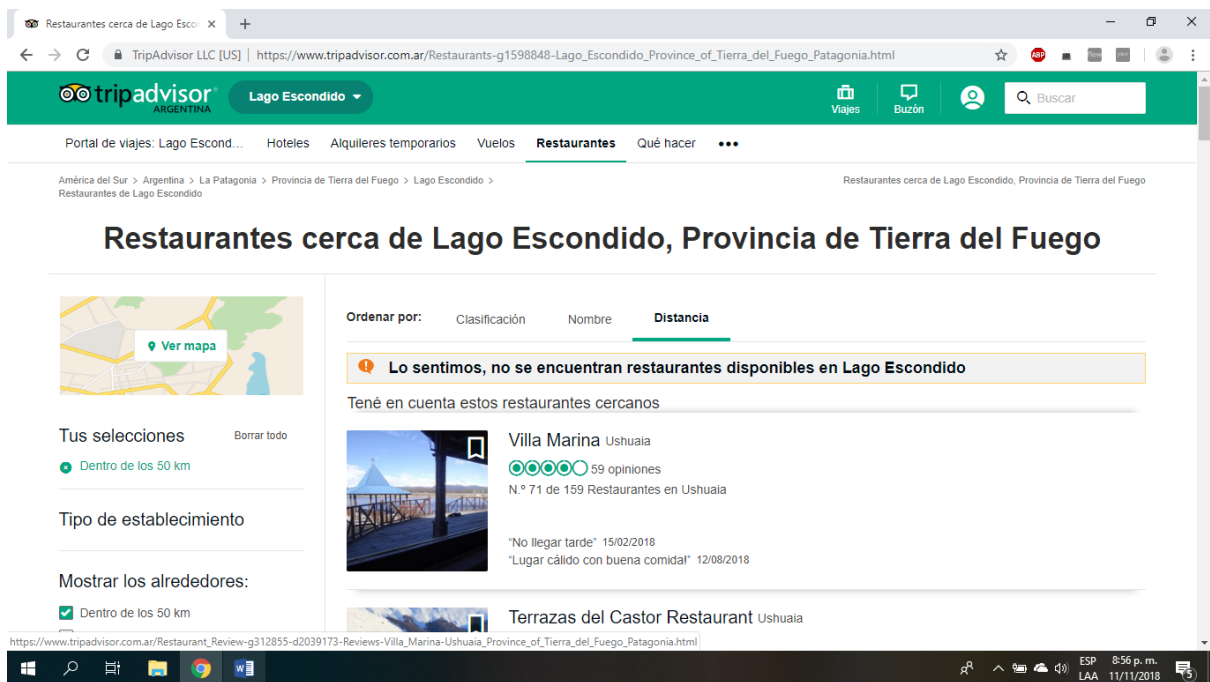 Restaurantes cerca de Lago Escon
TripAdvisor LLC [US] | https://www.tripadvisor.com.ar/Restaurants-g1598848-Lago_Escondido_Province_of_Tierra_del_Fuego_Patagonia.html
ABP
tripadvisor
ARGENTINA
Lago Escondido
Viajes
Buzón
Buscar
Portal de viajes: Lago Escond... Hoteles Alquileres temporarios Vuelos Restaurantes Qué hacer
América del Sur > Argentina > La Patagonia > Provincia de Tierra del Fuego > Lago Escondido >
Restaurantes de Lago Escondido
Restaurantes cerca de Lago Escondido, Provincia de Tierra del Fuego
Restaurantes cerca de Lago Escondido, Provincia de Tierra del Fuego
Ver mapa
Tus selecciones Borrar todo
Dentro de los 50 km
Tipo de establecimiento
Mostrar los alrededores:
Dentro de los 50 km
Ordenar por: Clasificación Nombre Distancia
Lo sentimos, no se encuentran restaurantes disponibles en Lago Escondido
Tené en cuenta estos restaurantes cercanos
Villa Marina Ushuaia
59 opiniones
N.º 71 de 159 Restaurantes en Ushuaia
“No llegar tarde” 15/02/2018
“Lugar cálido con buena comida!” 12/08/2018
Terrazas del Castor Restaurant Ushuaia
https://www.tripadvisor.com.ar/Restaurant_Review-g312855-d2039173-Reviews-Villa_Marina-Ushuaia_Province_of_Tierra_del_Fuego_Patagonia.html
ESP
LAA
8:56 p. m.
11/11/2018
5